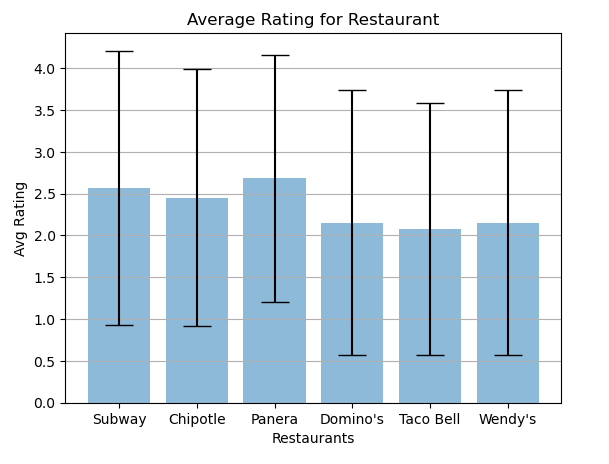 Average Rating for Restaurant
Avg Rating
4.0
3.5
3.0
2.5
2.0
1.5
1.0
0.5
0.0
Subway Chipotle Panera Domino's Taco Bell Wendy's
Restaurants